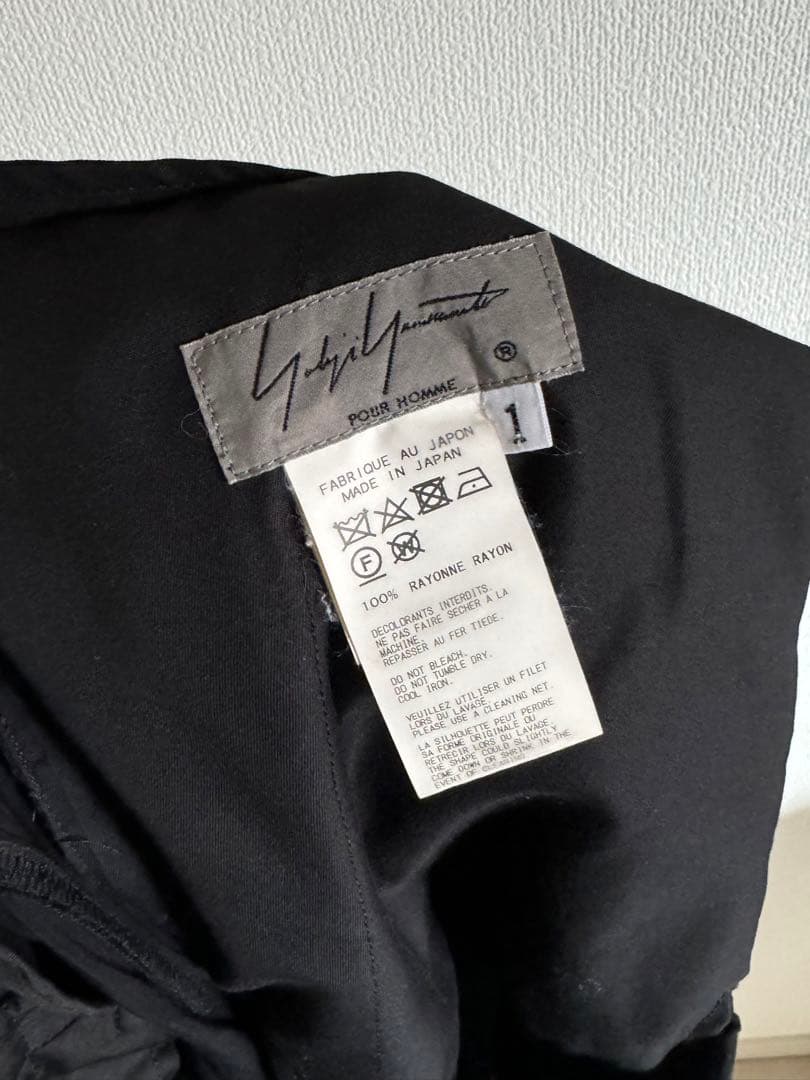 Yohji Yamamoto
®
POUR HOMME
1
FABRIQUE AU JAPON
MADE IN JAPAN
F
W
100% RAYONNE RAYON
DECOLORANTS INTERDITS.
NE PAS FAIRE SECHER A LA
MACHINE.
REPASSER AU FER TIEDE.
DO NOT BLEACH.
DO NOT TUMBLE DRY.
COOL IRON.
VEUILLEZ UTILISER UN FILET
LORS DU LAVAGE.
PLEASE USE A CLEANING NET.
LA SILHOUETTE PEUT PERDRE
SA FORME ORIGINALE OU
RETRECIR LORS DU LAVAGE.
THE SHAPE COULD SLIGHTLY
COME DOWN OR SHRINK IN THE
EVENT OF CLEANING.